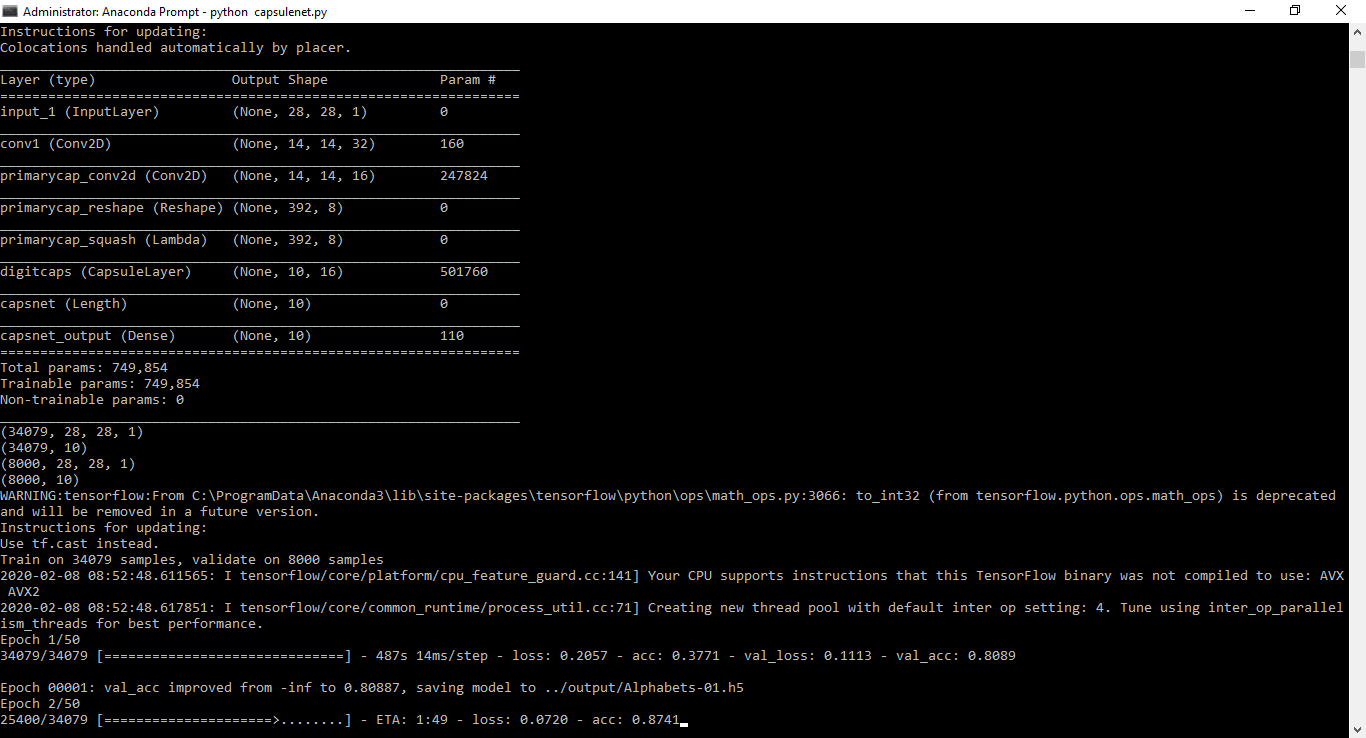 Administrator: Anaconda Prompt - python  capsulenet.py
Instructions for updating:
Colocations handled automatically by placer.
_________________________________________________________________
Layer (type)                 Output Shape              Param #
=================================================================
input_1 (InputLayer)         (None, 28, 28, 1)         0
_________________________________________________________________
conv1 (Conv2D)               (None, 14, 14, 32)        160
_________________________________________________________________
primarycap_conv2d (Conv2D)   (None, 14, 14, 16)        247824
_________________________________________________________________
primarycap_reshape (Reshape) (None, 392, 8)            0
_________________________________________________________________
primarycap_squash (Lambda)   (None, 392, 8)            0
_________________________________________________________________
digitcaps (CapsuleLayer)     (None, 10, 16)            501760
_________________________________________________________________
capsnet (Length)             (None, 10)                0
_________________________________________________________________
capsnet_output (Dense)       (None, 10)                110
=================================================================
Total params: 749,854
Trainable params: 749,854
Non-trainable params: 0
_________________________________________________________________
(34079, 28, 28, 1)
(34079, 10)
(8000, 28, 28, 1)
(8000, 10)
WARNING:tensorflow:From C:\ProgramData\Anaconda3\lib\site-packages\tensorflow\python\ops\math_ops.py:3066: to_int32 (from tensorflow.python.ops.math_ops) is deprecated
and will be removed in a future version.
Instructions for updating:
Use tf.cast instead.
Train on 34079 samples, validate on 8000 samples
2020-02-08 08:52:48.611565: I tensorflow/core/platform/cpu_feature_guard.cc:141] Your CPU supports instructions that this TensorFlow binary was not compiled to use: AVX
 AVX2
2020-02-08 08:52:48.617851: I tensorflow/core/common_runtime/process_util.cc:71] Creating new thread pool with default inter op setting: 4. Tune using inter_op_parallel
ism_threads for best performance.
Epoch 1/50
34079/34079 [==============================] - 487s 14ms/step - loss: 0.2057 - acc: 0.3771 - val_loss: 0.1113 - val_acc: 0.8089

Epoch 00001: val_acc improved from -inf to 0.80887, saving model to ../output/Alphabets-01.h5
Epoch 2/50
25400/34079 [=====================>........] - ETA: 1:49 - loss: 0.0720 - acc: 0.8741